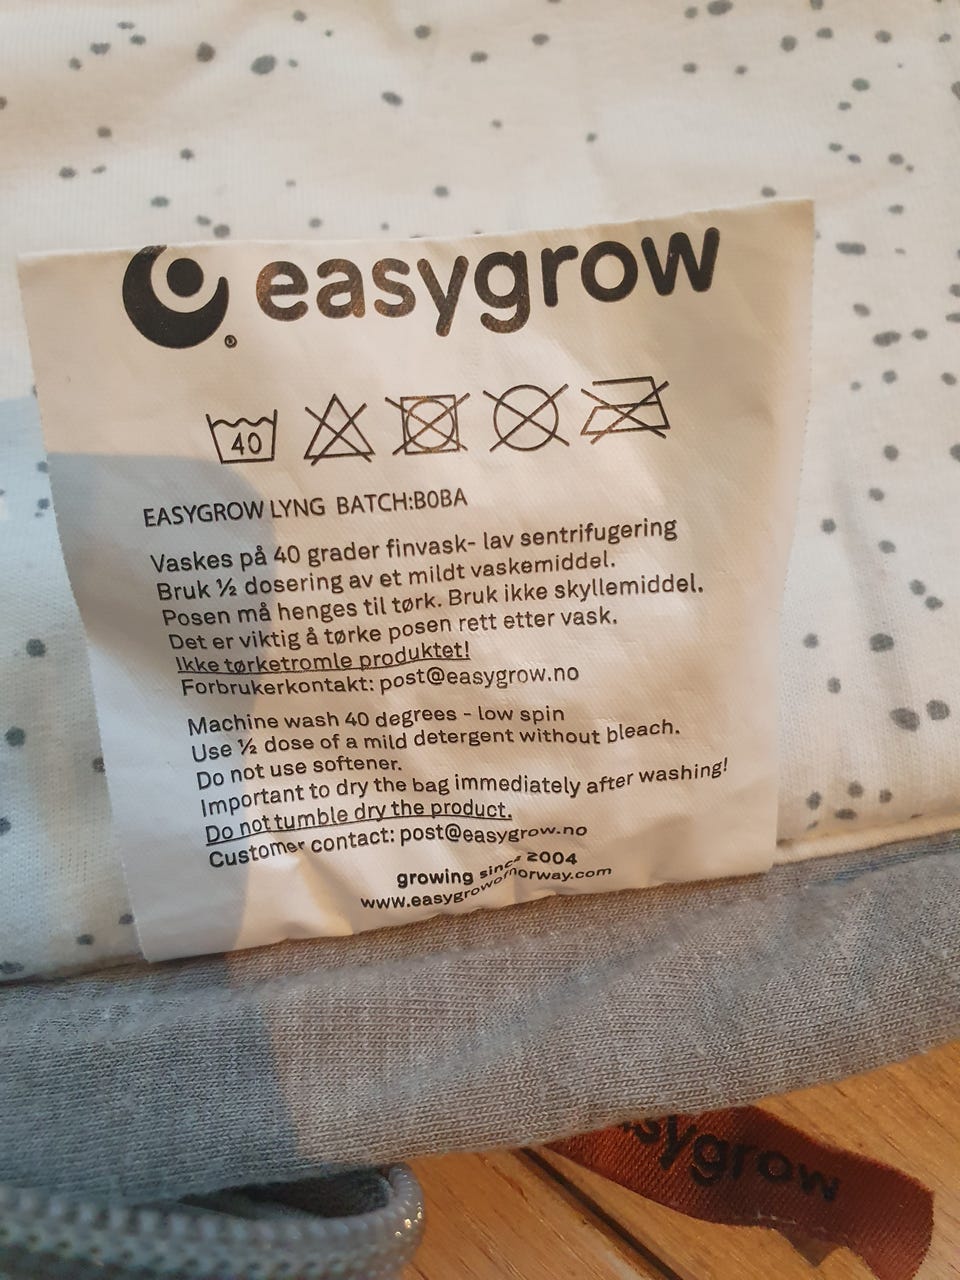 easygrow
®
40
EASYGROW LYNG BATCH:B0BA
Vaskes på 40 grader finvask- lav sentrifugering
Bruk ½ dosering av et mildt vaskemiddel.
Posen må henges til tørk. Bruk ikke skyllemiddel.
Det er viktig å tørke posen rett etter vask.
Ikke tørketromle produktet!
Forbrukerkontakt: post@easygrow.no
Machine wash 40 degrees - low spin
Use ½ dose of a mild detergent without bleach.
Do not use softener.
Important to dry the bag immediately after washing!
Do not tumble dry the product.
Customer contact: post@easygrow.no
growing since 2004
www.easygrowofnorway.com
asygrow